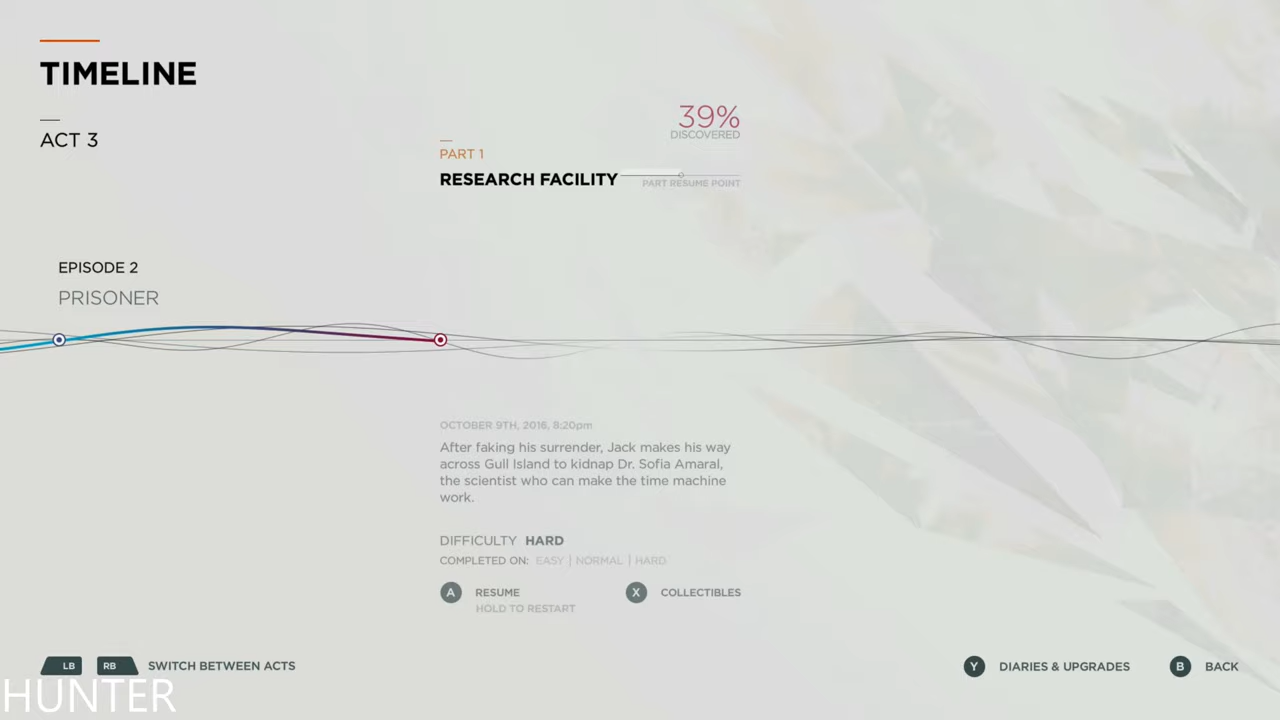 TIMELINE
ACT 3
39%
DISCOVERED
PART 1
RESEARCH FACILITY
PART RESUME POINT
EPISODE 2
PRISONER
OCTOBER 9TH, 2016, 8:20pm
After faking his surrender, Jack makes his way
across Gull Island to kidnap Dr. Sofia Amaral,
the scientist who can make the time machine
work.
DIFFICULTY HARD
COMPLETED ON: EASY | NORMAL | HARD
A RESUME X COLLECTIBLES
HOLD TO RESTART
LB RB SWITCH BETWEEN ACTS Y DIARIES & UPGRADES B BACK
HUNTER